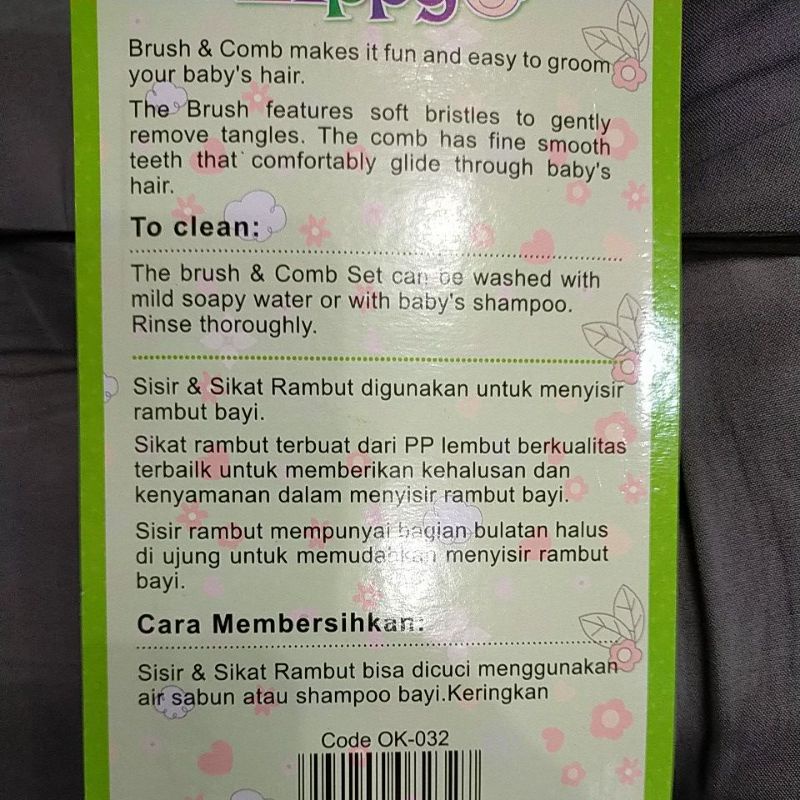 Brush & Comb makes it fun and easy to groom
your baby's hair.
The Brush features soft bristles to gently
remove tangles. The comb has fine smooth
teeth that comfortably glide through baby's
hair.
To clean:
The brush & Comb Set can be washed with
mild soapy water or with baby's shampoo.
Rinse thoroughly.
Sisir & Sikat Rambut digunakan untuk menyisir
rambut bayi.
Sikat rambut terbuat dari PP lembut berkualitas
terbailk untuk memberikan kehalusan dan
kenyamanan dalam menyisir rambut bayi.
Sisir rambut mempunyai bagian bulatan halus
di ujung untuk memudahkan menyisir rambut
bayi.
Cara Membersihkan:
Sisir & Sikat Rambut bisa dicuci menggunakan
air sabun atau shampoo bayi.Keringkan
Code OK-032